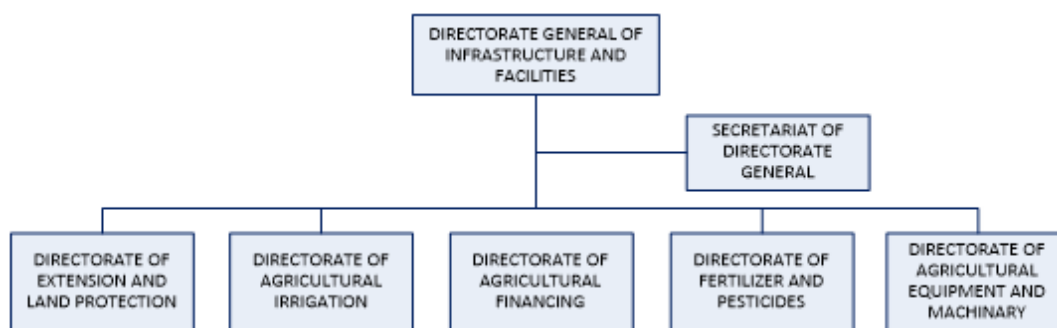 DIRECTORATE GENERAL OF
INFRASTRUCTURE AND
FACILITIES
SECRETARIAT OF
DIRECTORATE
GENERAL
DIRECTORATE OF
EXTENSION AND
LAND PROTECTION
DIRECTORATE OF
AGRICULTURAL
IRRIGATION
DIRECTORATE OF
AGRICULTURAL
FINANCING
DIRECTORATE OF
FERTILIZER AND
PESTICIDES
DIRECTORATE OF
AGRICULTURAL
EQUIPMENT AND
MACHINARY